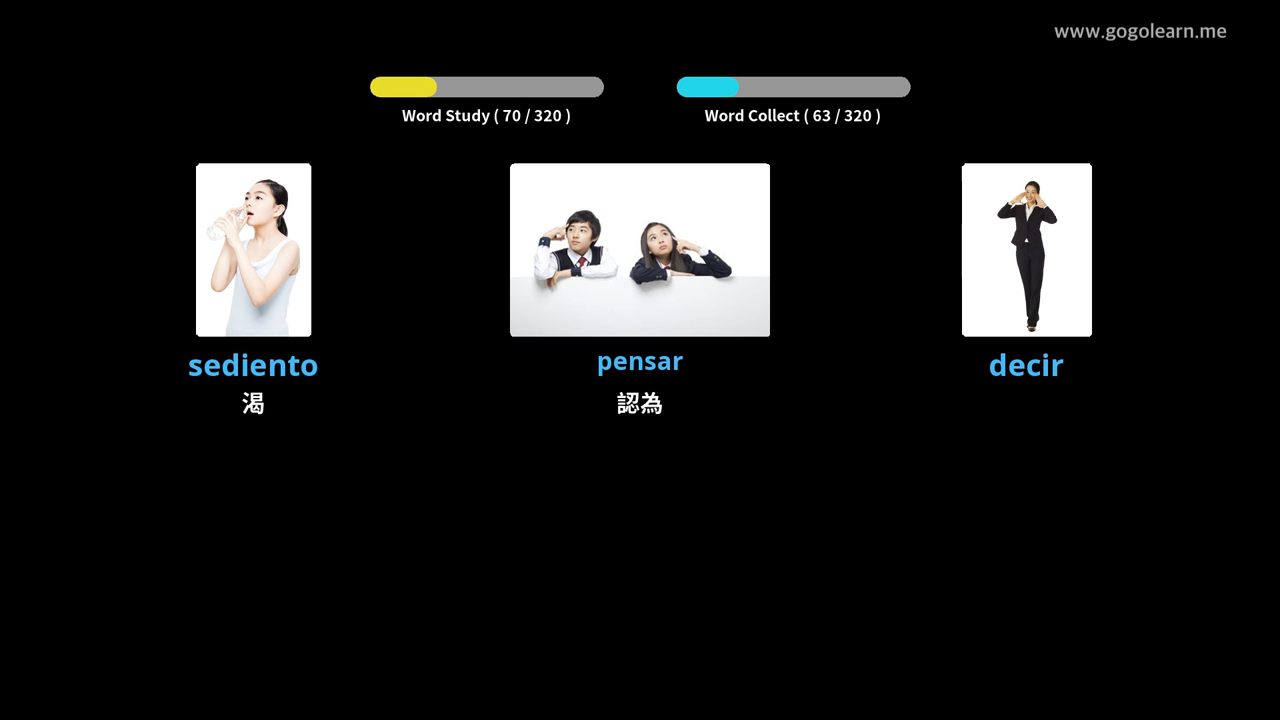 www.gogolearn.me
Word Study ( 70 / 320 )
Word Collect ( 63 / 320 )
sediento
渴
pensar
認為
decir